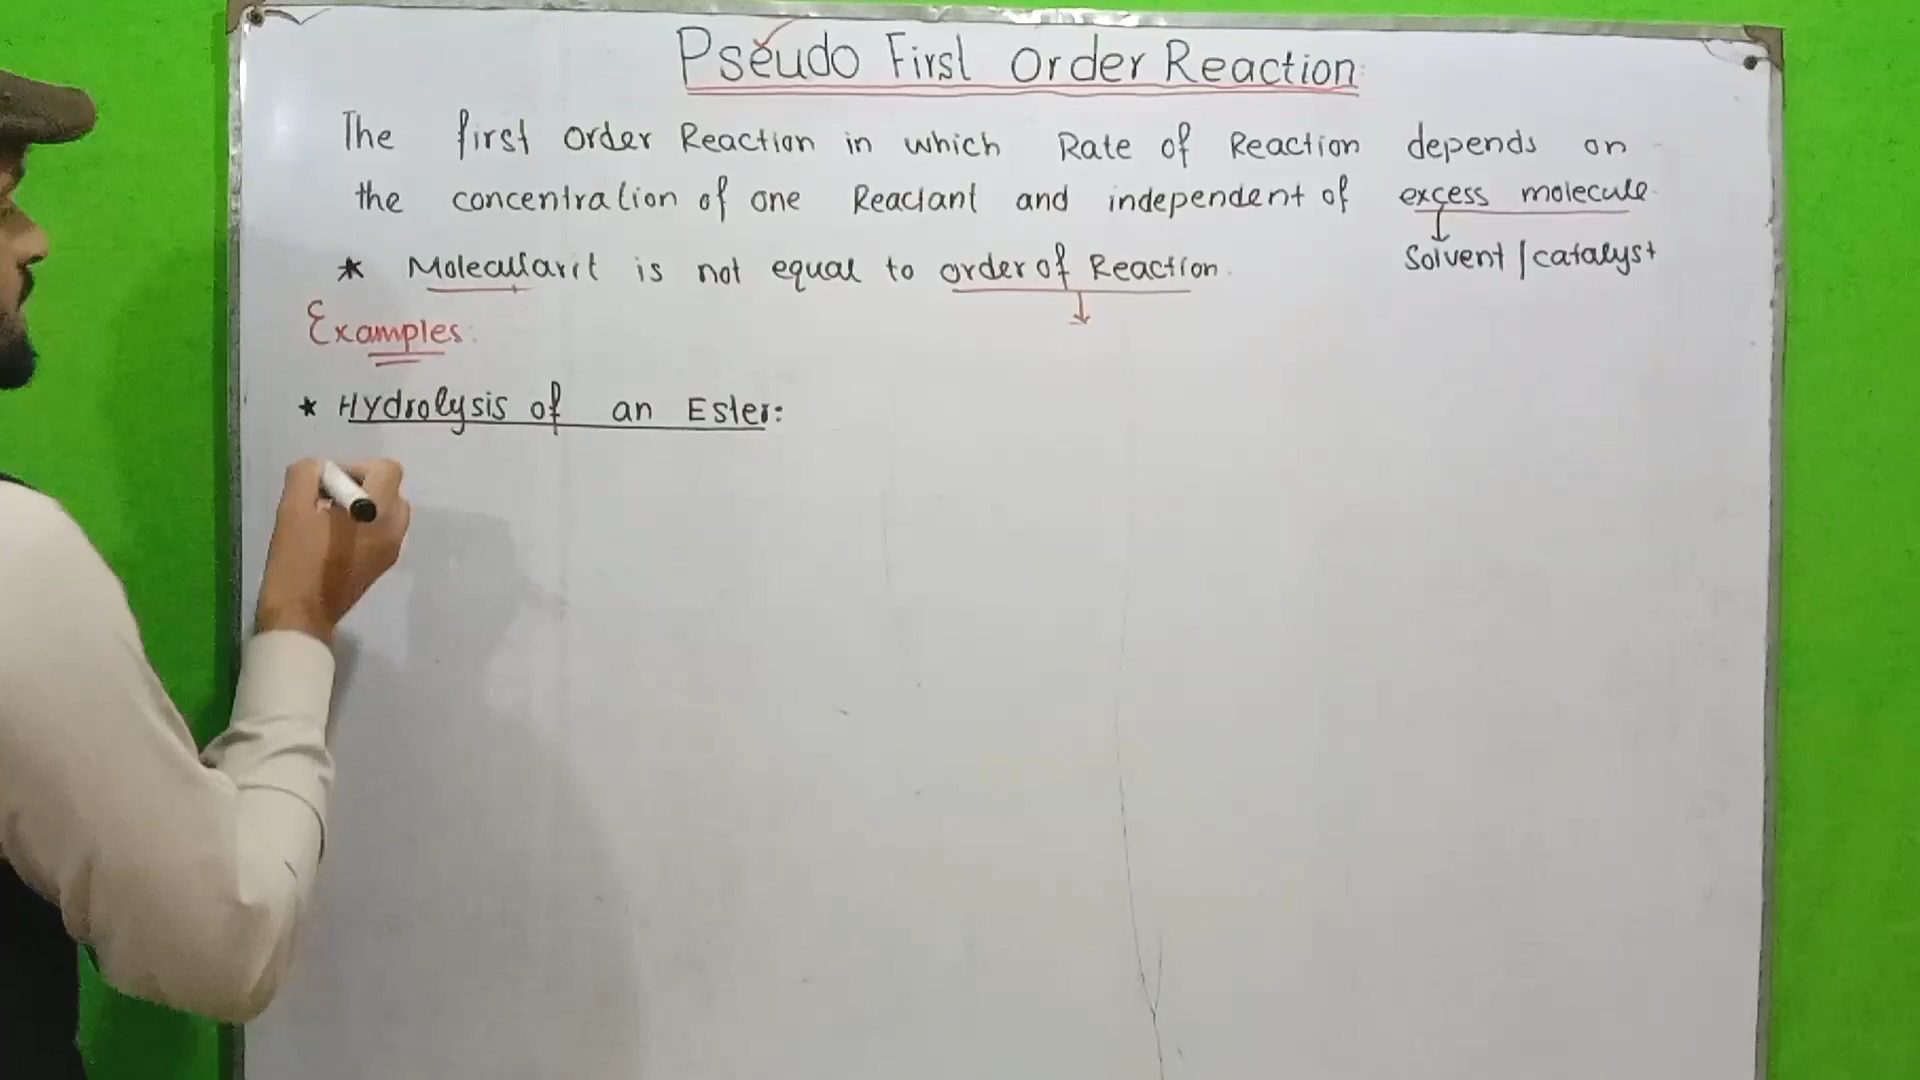 Pseudo First Order Reaction:
The first order Reaction in which Rate of Reaction depends on
the concentration of one Reactant and independent of excess molecule.
Solvent / catalyst
* Molecullarit is not equal to order of Reaction.
Examples:
* Hydrolysis of an Ester: